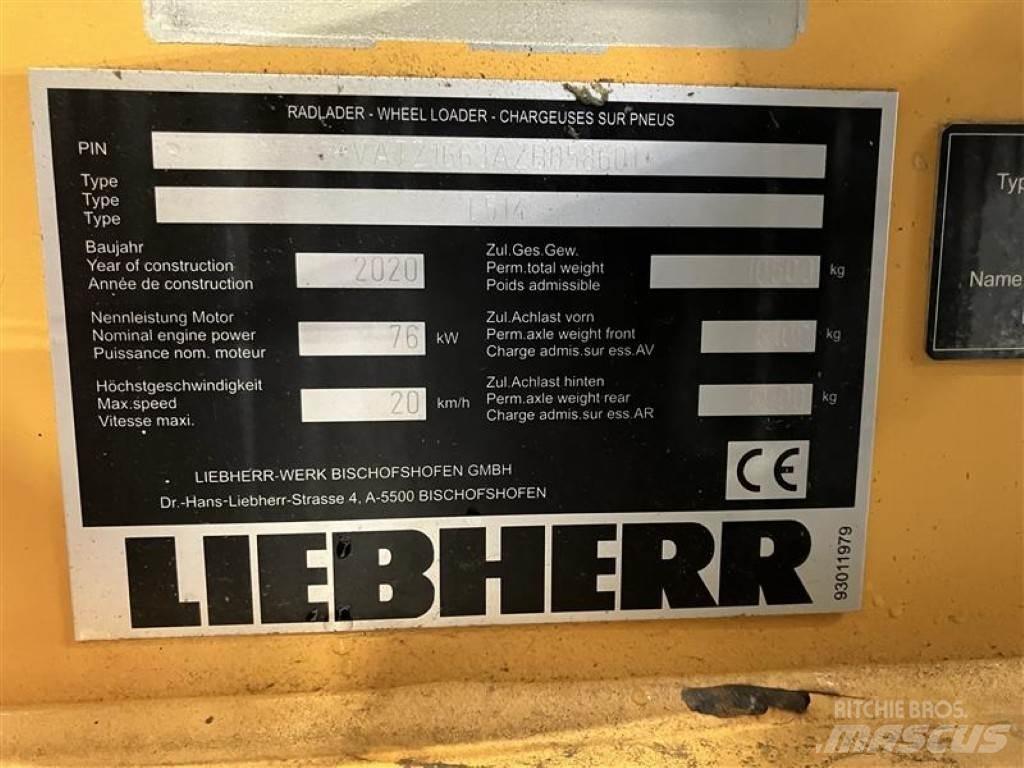 RADLADER - WHEEL LOADER - CHARGEUSES SUR PNEUS
PIN
Type
Type
Type L514
Baujahr
Year of construction 2020
Année de construction
Zul.Ges.Gew.
Perm.total weight kg
Poids admissible
Nennleistung Motor
Nominal engine power 76 kW
Puissance nom. moteur
Zul.Achlast vorn
Perm.axle weight front kg
Charge admis.sur ess.AV
Höchstgeschwindigkeit
Max.speed 20 km/h
Vitesse maxi.
Zul.Achlast hinten
Perm.axle weight rear kg
Charge admis.sur ess.AR
LIEBHERR-WERK BISCHOFSHOFEN GMBH
Dr.-Hans-Liebherr-Strasse 4, A-5500 BISCHOFSHOFEN
CE
LIEBHERR
93011979
Name
RITCHIE BROS.
MASCUS